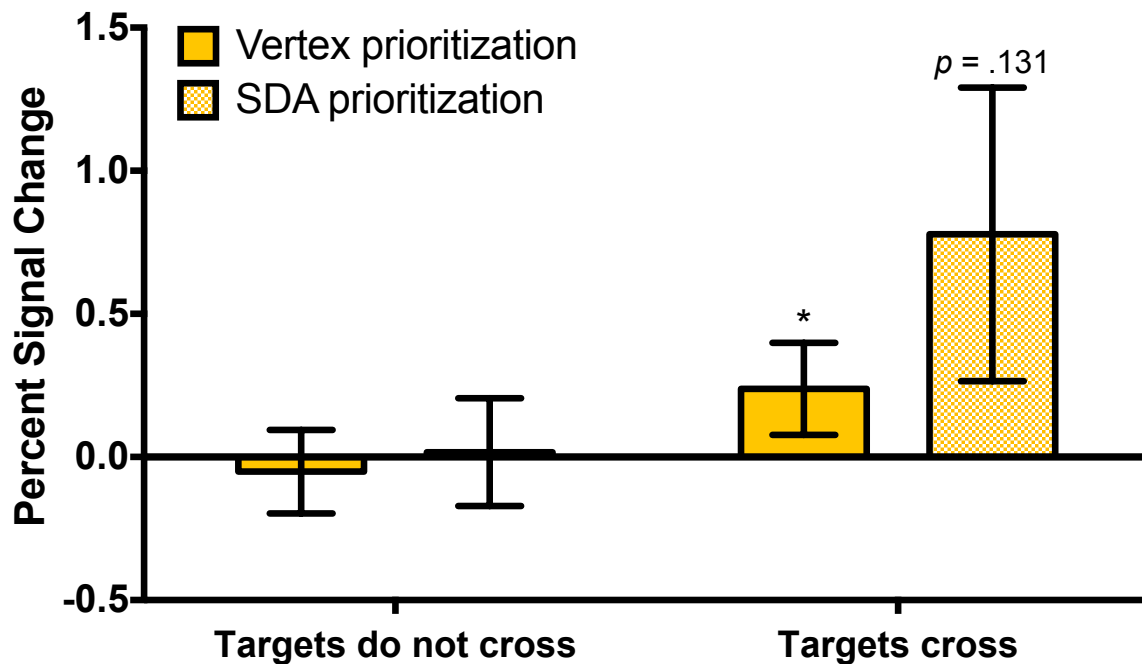 Percent Signal Change
1.5
1.0
0.5
0.0
-0.5
Vertex prioritization
SDA prioritization
p = .131
*
Targets do not cross
Targets cross